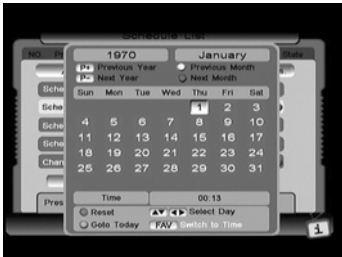 Schedule List
NO. State
1970 January
P+ Previous Year Previous Month
P- Next Year Next Month
Sun Mon Tue Wed Thu Fri Sat
1 2 3
4 5 6 7 8 9 10
11 12 13 14 15 16 17
18 19 20 21 22 23 24
25 26 27 28 29 30 31
Sche
Sche
Sche
Sche
Chan
Pres
Time 00:13
Reset ▲▼ ◀▶ Select Day
Goto Today FAV Switch to Time
i